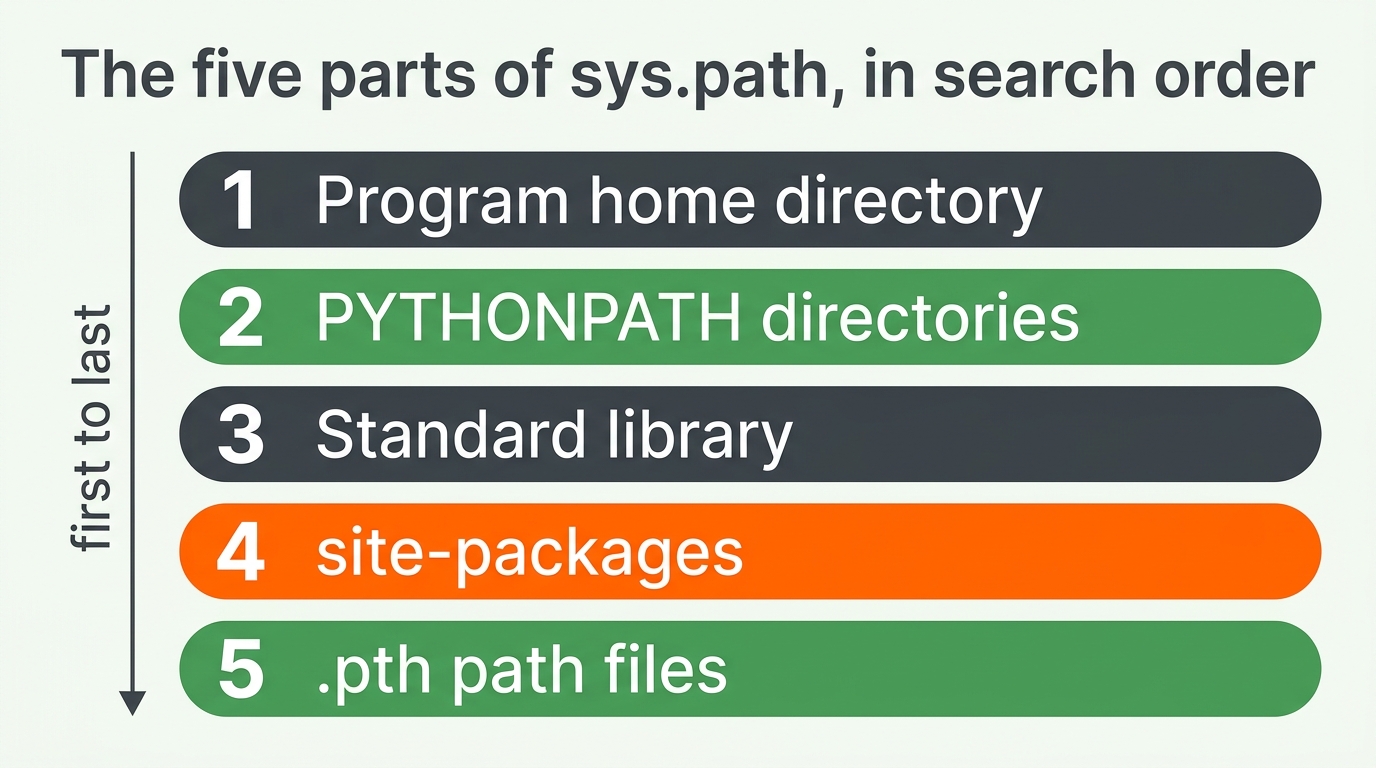 The five parts of sys.path, in search order
first to last
1 Program home directory
2 PYTHONPATH directories
3 Standard library
4 site-packages
5 .pth path files